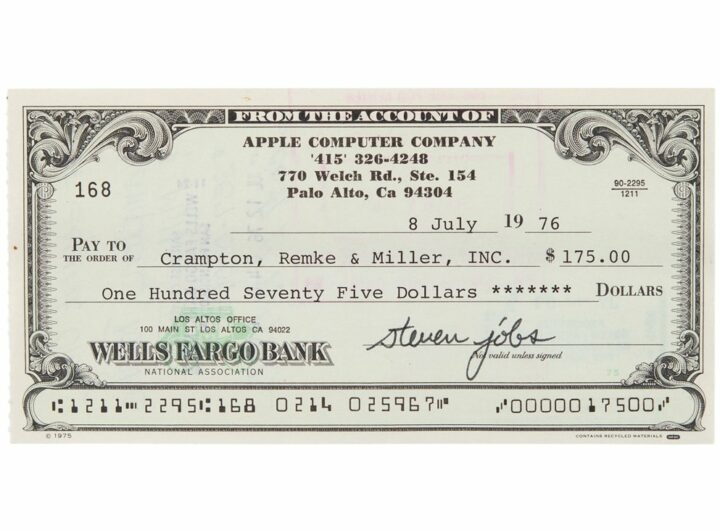 FROM THE ACCOUNT OF
APPLE COMPUTER COMPANY
'415' 326-4248
770 Welch Rd., Ste. 154
Palo Alto, Ca 94304
168
90-2295
1211
8 July 19 76
PAY TO
THE ORDER OF Crampton, Remke & Miller, INC. $ 175.00
One Hundred Seventy Five Dollars ******* DOLLARS
LOS ALTOS OFFICE
100 MAIN ST LOS ALTOS CA 94022
WELLS FARGO BANK
NATIONAL ASSOCIATION
steven jobs
Not valid unless signed
75
⑆1211⑉2295⑆168 0214 025967⑈ ⑇0000017500⑇
© 1975
CONTAINS RECYCLED MATERIALS